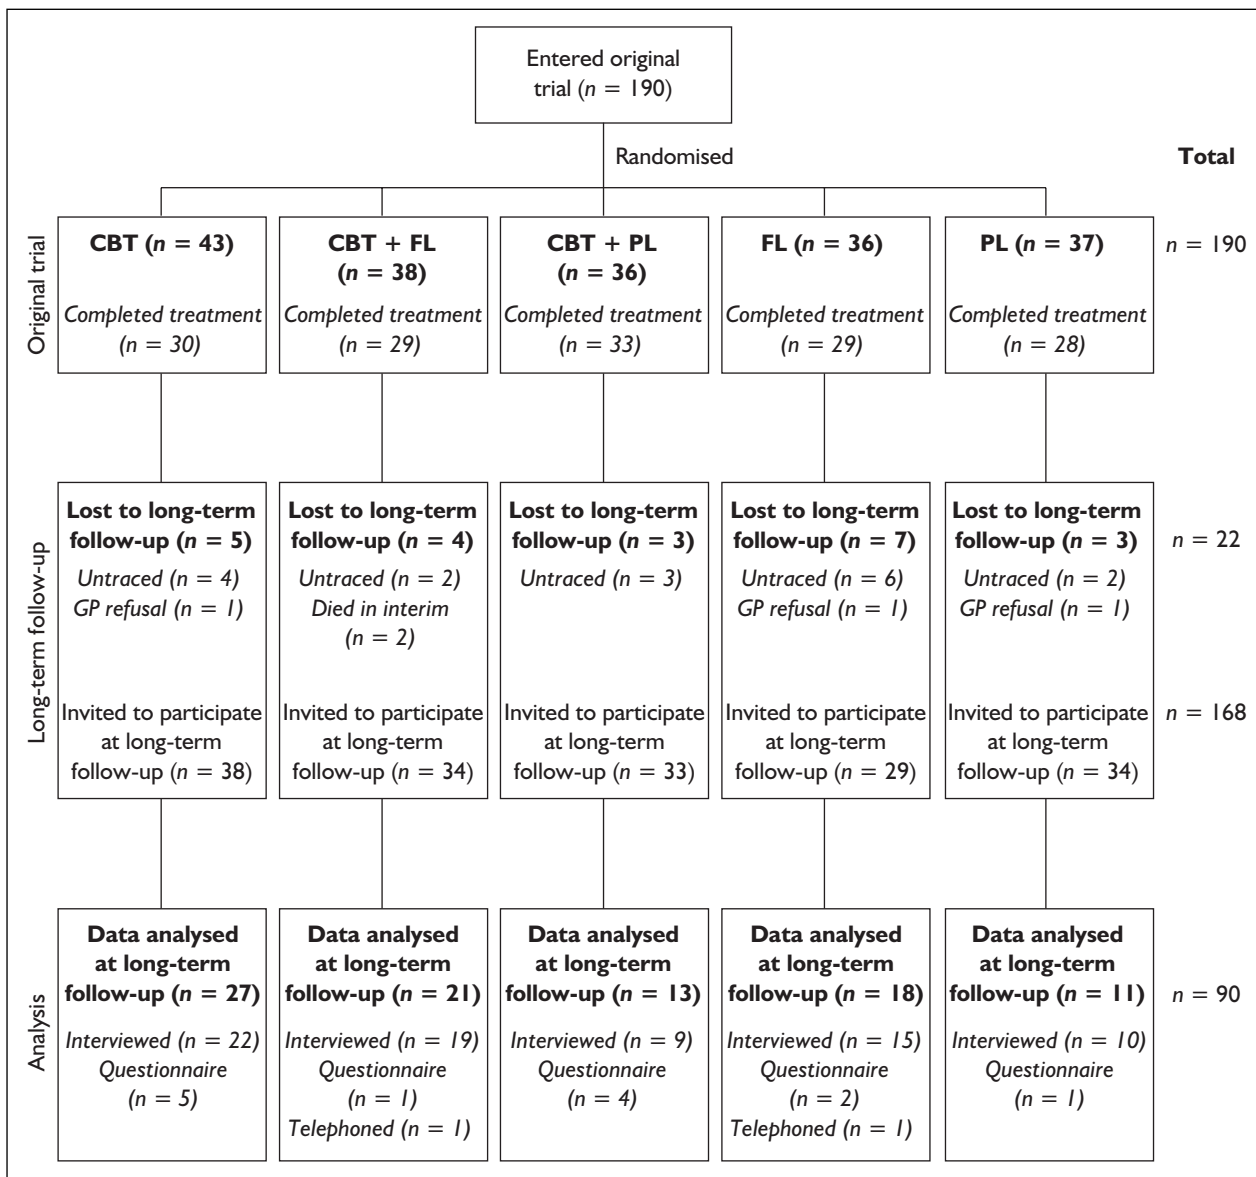 Entered original
trial (n = 190)
Randomised
Total
Original trial
CBT (n = 43)
Completed treatment
(n = 30)
CBT + FL
(n = 38)
Completed treatment
(n = 29)
CBT + PL
(n = 36)
Completed treatment
(n = 33)
FL (n = 36)
Completed treatment
(n = 29)
PL (n = 37)
Completed treatment
(n = 28)
n = 190
Long-term follow-up
Lost to long-term
follow-up (n = 5)
Untraced (n = 4)
GP refusal (n = 1)
Invited to participate
at long-term
follow-up (n = 38)
Lost to long-term
follow-up (n = 4)
Untraced (n = 2)
Died in interim
(n = 2)
Invited to participate
at long-term
follow-up (n = 34)
Lost to long-term
follow-up (n = 3)
Untraced (n = 3)
Invited to participate
at long-term
follow-up (n = 33)
Lost to long-term
follow-up (n = 7)
Untraced (n = 6)
GP refusal (n = 1)
Invited to participate
at long-term
follow-up (n = 29)
Lost to long-term
follow-up (n = 3)
Untraced (n = 2)
GP refusal (n = 1)
Invited to participate
at long-term
follow-up (n = 34)
n = 22
n = 168
Analysis
Data analysed
at long-term
follow-up (n = 27)
Interviewed (n = 22)
Questionnaire
(n = 5)
Data analysed
at long-term
follow-up (n = 21)
Interviewed (n = 19)
Questionnaire
(n = 1)
Telephoned (n = 1)
Data analysed
at long-term
follow-up (n = 13)
Interviewed (n = 9)
Questionnaire
(n = 4)
Data analysed
at long-term
follow-up (n = 18)
Interviewed (n = 15)
Questionnaire
(n = 2)
Telephoned (n = 1)
Data analysed
at long-term
follow-up (n = 11)
Interviewed (n = 10)
Questionnaire
(n = 1)
n = 90